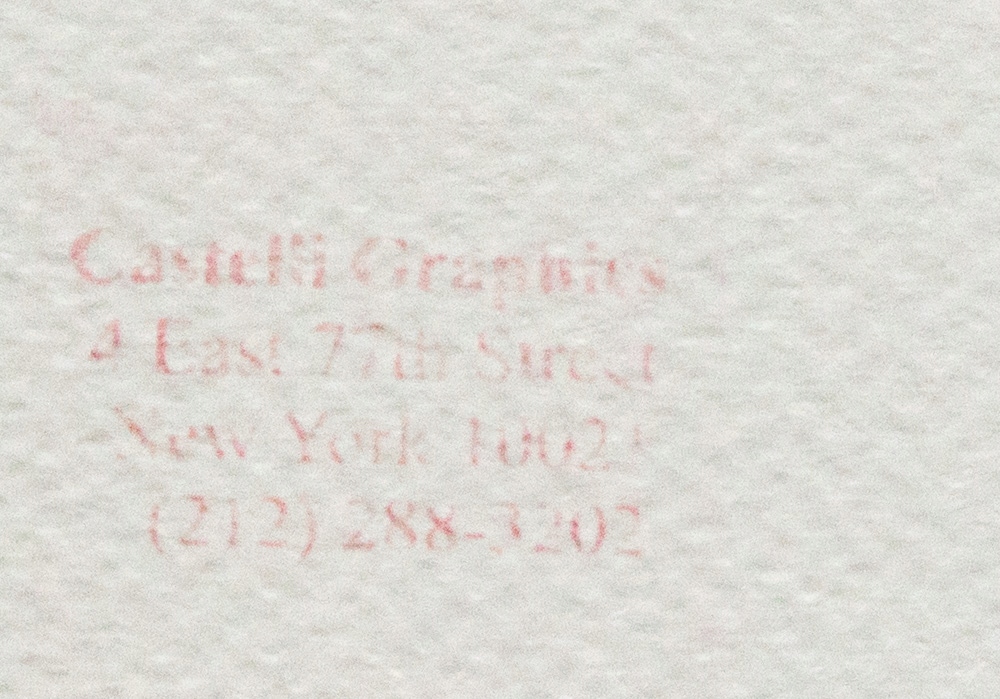 Castelli Graphics
4 East 77th Street
New York 10021
(212) 288-3202